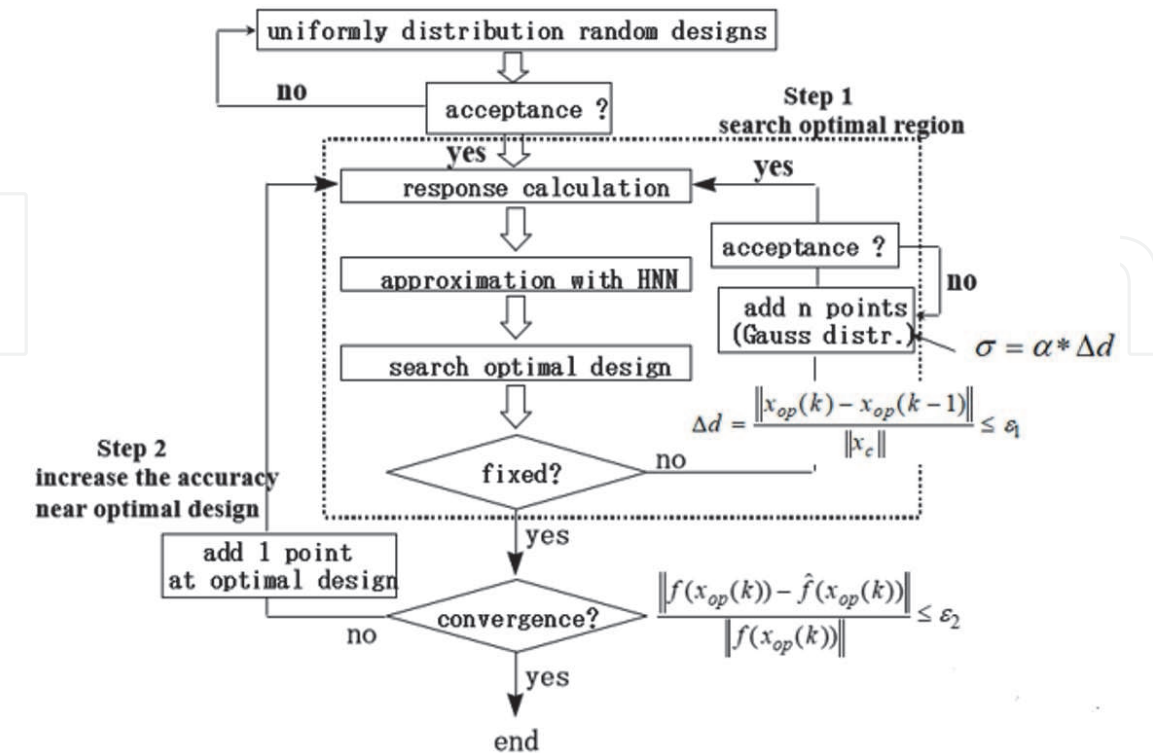 uniformly distribution random designs
no
acceptance ?
Step 1
search optimal region
yes
yes
response calculation
acceptance ?
no
approximation with HNN
add n points
(Gauss distr.)
σ = α* Δd
search optimal design
Δd = ‖x_op(k) − x_op(k − 1)‖ / ‖x_c‖ ≤ ε₁
fixed?
no
Step 2
increase the accuracy
near optimal design
yes
add 1 point
at optimal design
convergence?
‖f(x_op(k)) − f̂(x_op(k))‖ / ‖f(x_op(k))‖ ≤ ε₂
no
yes
end